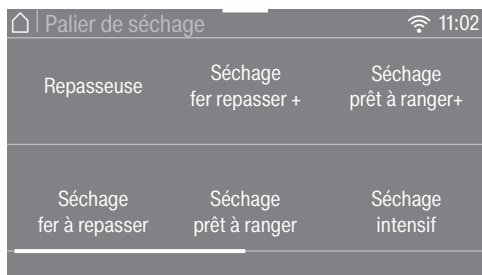 Palier de séchage 11:02
Repasseuse
Séchage
fer repasser +
Séchage
prêt à ranger+
Séchage
fer à repasser
Séchage
prêt à ranger
Séchage
intensif